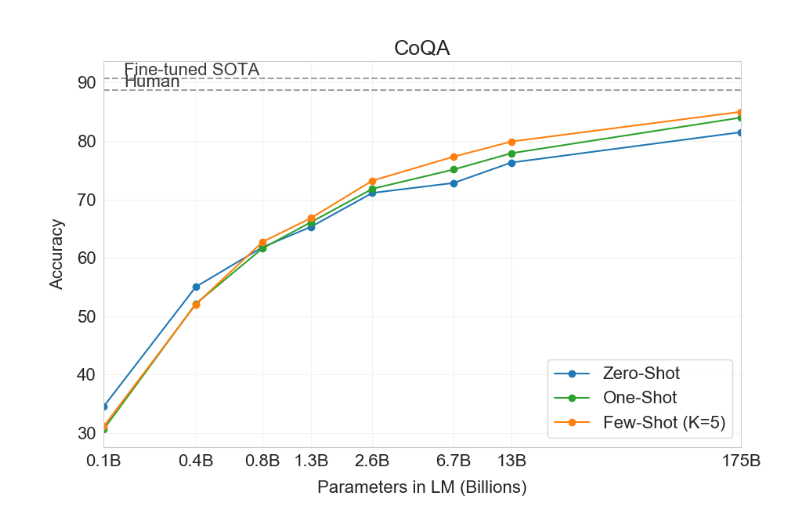 CoQA
Fine-tuned SOTA
Human
90
80
70
60
50
40
30
Accuracy
0.1B 0.4B 0.8B 1.3B 2.6B 6.7B 13B 175B
Parameters in LM (Billions)
Zero-Shot
One-Shot
Few-Shot (K=5)